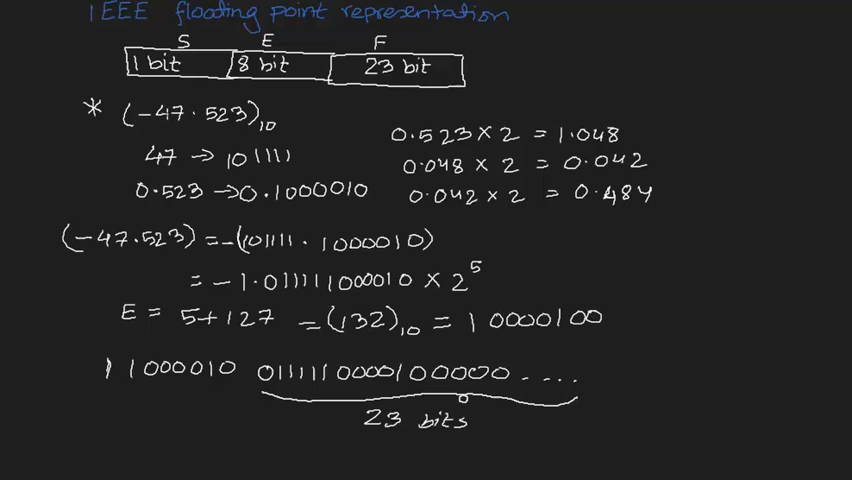 IEEE floading point representation
S E F
1 bit 8 bit 23 bit
* (-47.523)10
47 → 101111
0.523 → 0.1000010
0.523 × 2 = 1.048
0.048 × 2 = 0.042
0.042 × 2 = 0.484
(-47.523) = -(101111.1000010)
= -1.011111000010 × 2^5
E = 5+127 = (132)10 = 10000100
1 1000010 0111110000100000....
23 bits